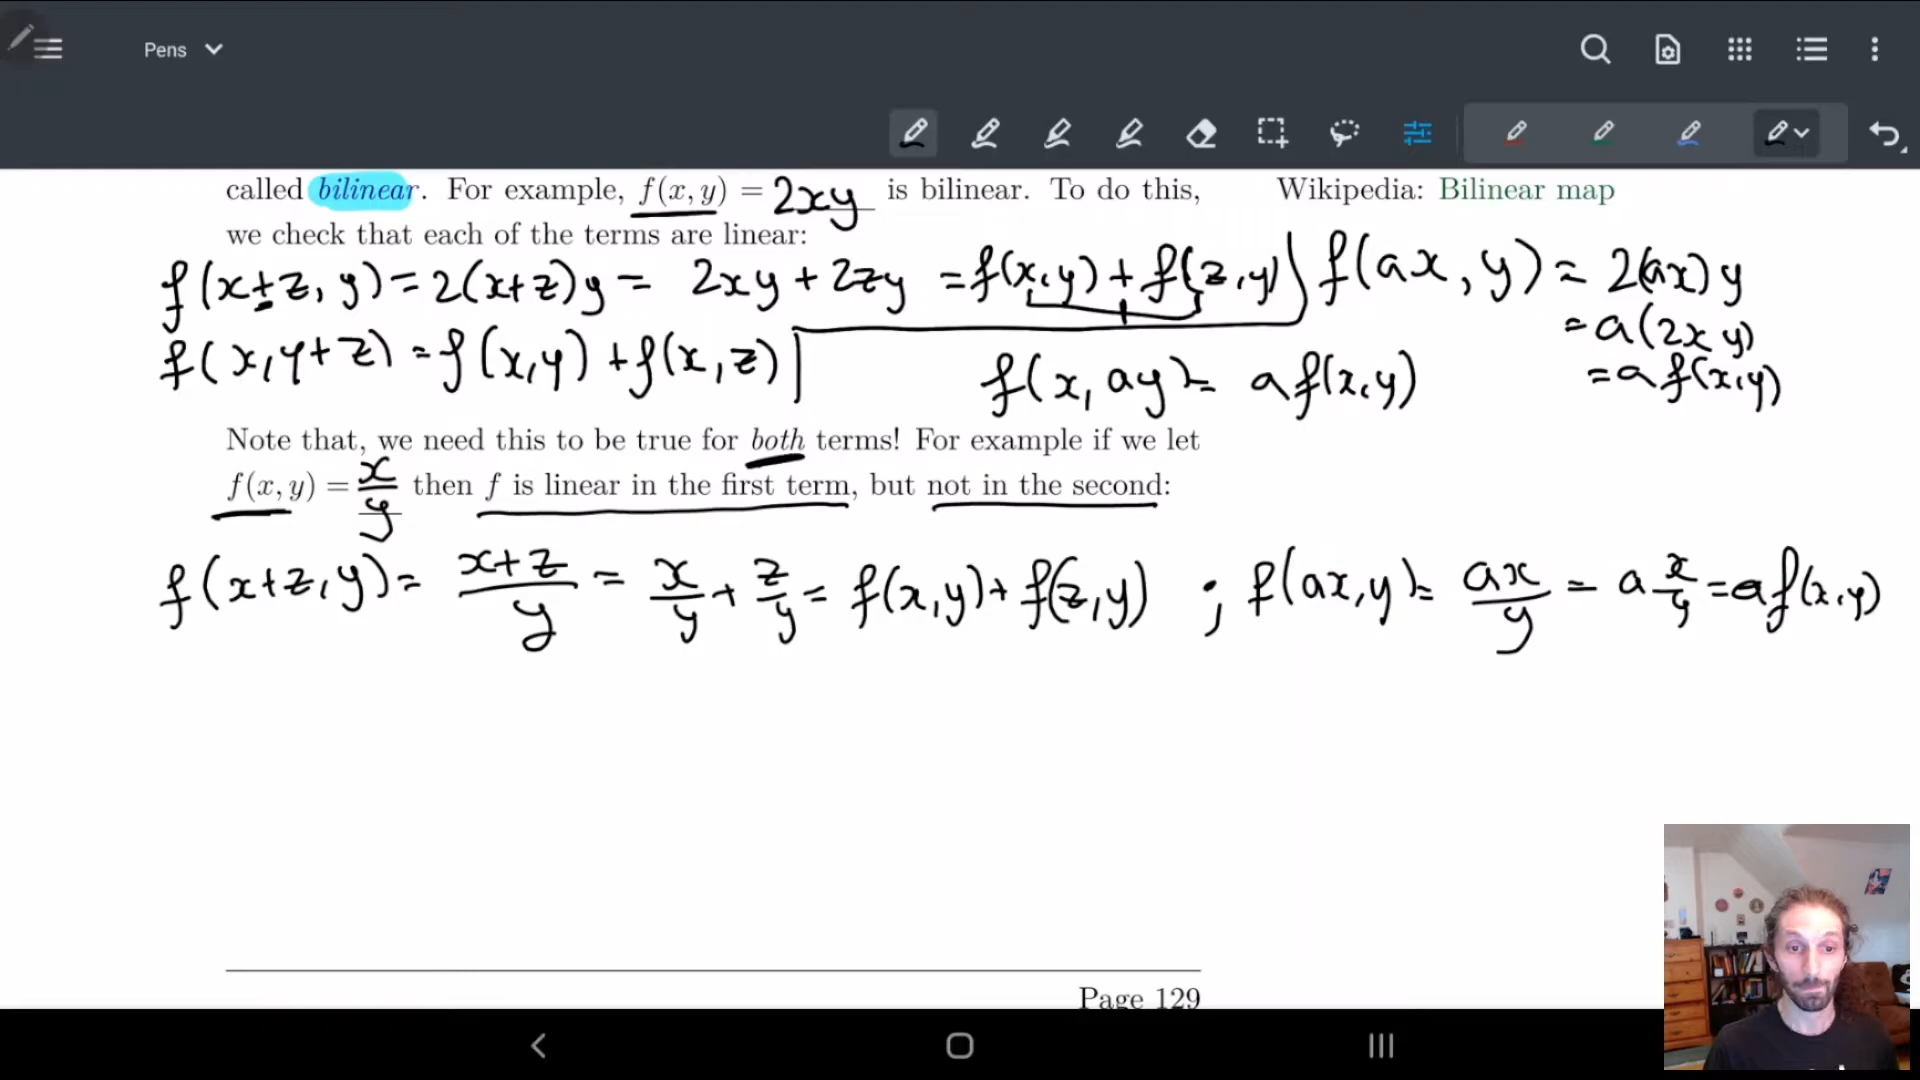 Pens
called bilinear. For example, f(x, y) = 2xy is bilinear. To do this,
Wikipedia: Bilinear map
we check that each of the terms are linear:
f(x+z, y) = 2(x+z)y = 2xy + 2zy = f(x,y) + f(z,y)
f(ax, y) = 2(ax)y
= a(2xy)
= a f(x,y)
f(x, y+z) = f(x,y) + f(x,z)
f(x, ay) = a f(x,y)
Note that, we need this to be true for both terms! For example if we let
f(x, y) = x/y then f is linear in the first term, but not in the second:
f(x+z, y) = x+z/y = x/y + z/y = f(x,y) + f(z,y) ; f(ax, y) = ax/y = a x/y = a f(x,y)
Page 129